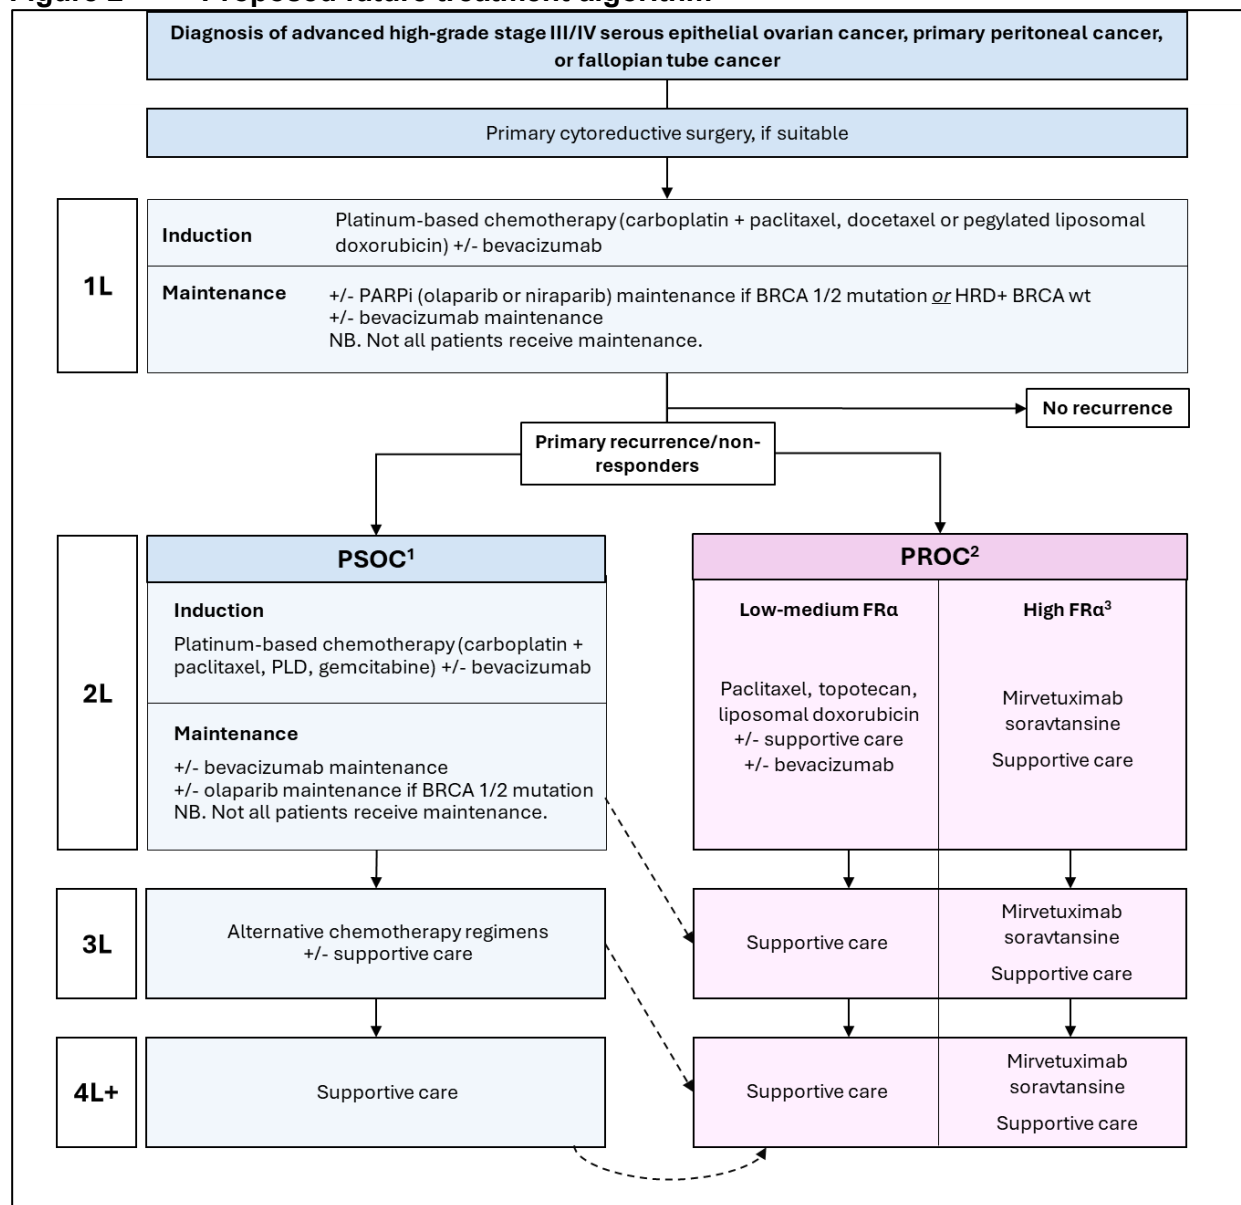 Figure 2 Proposed future treatment algorithm
Diagnosis of advanced high-grade stage III/IV serous epithelial ovarian cancer, primary peritoneal cancer,
or fallopian tube cancer
Primary cytoreductive surgery, if suitable
1L
Induction
Platinum-based chemotherapy (carboplatin + paclitaxel, docetaxel or pegylated liposomal
doxorubicin) +/- bevacizumab
Maintenance
+/- PARPi (olaparib or niraparib) maintenance if BRCA 1/2 mutation or HRD+ BRCA wt
+/- bevacizumab maintenance
NB. Not all patients receive maintenance.
No recurrence
Primary recurrence/non-
responders
2L
PSOC¹
Induction
Platinum-based chemotherapy (carboplatin +
paclitaxel, PLD, gemcitabine) +/- bevacizumab
Maintenance
+/- bevacizumab maintenance
+/- olaparib maintenance if BRCA 1/2 mutation
NB. Not all patients receive maintenance.
PROC²
Low-medium FRα
Paclitaxel, topotecan,
liposomal doxorubicin
+/- supportive care
+/- bevacizumab
High FRα³
Mirvetuximab
soravtansine
Supportive care
3L
Alternative chemotherapy regimens
+/- supportive care
Supportive care
Mirvetuximab
soravtansine
Supportive care
4L+
Supportive care
Supportive care
Mirvetuximab
soravtansine
Supportive care